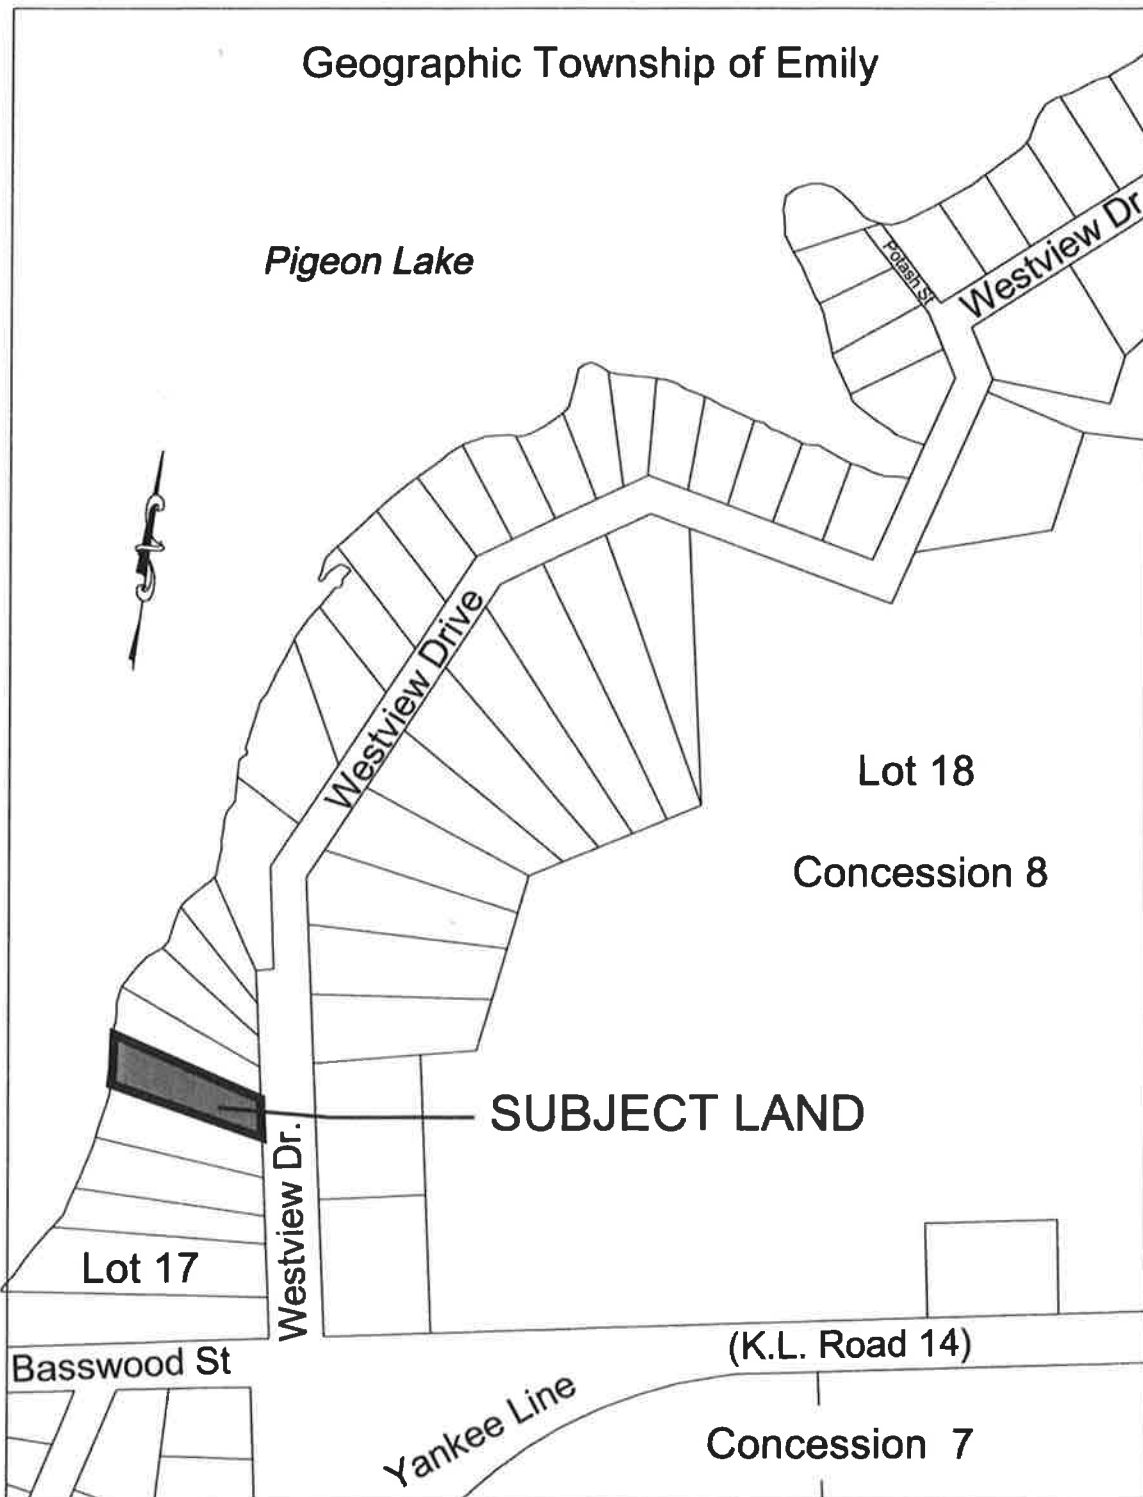 Geographic Township of Emily
Pigeon Lake
Potash St
Westview Dr.
Westview Drive
Lot 18
Concession 8
SUBJECT LAND
Westview Dr.
Lot 17
(K.L. Road 14)
Basswood St
Yankee Line
Concession 7